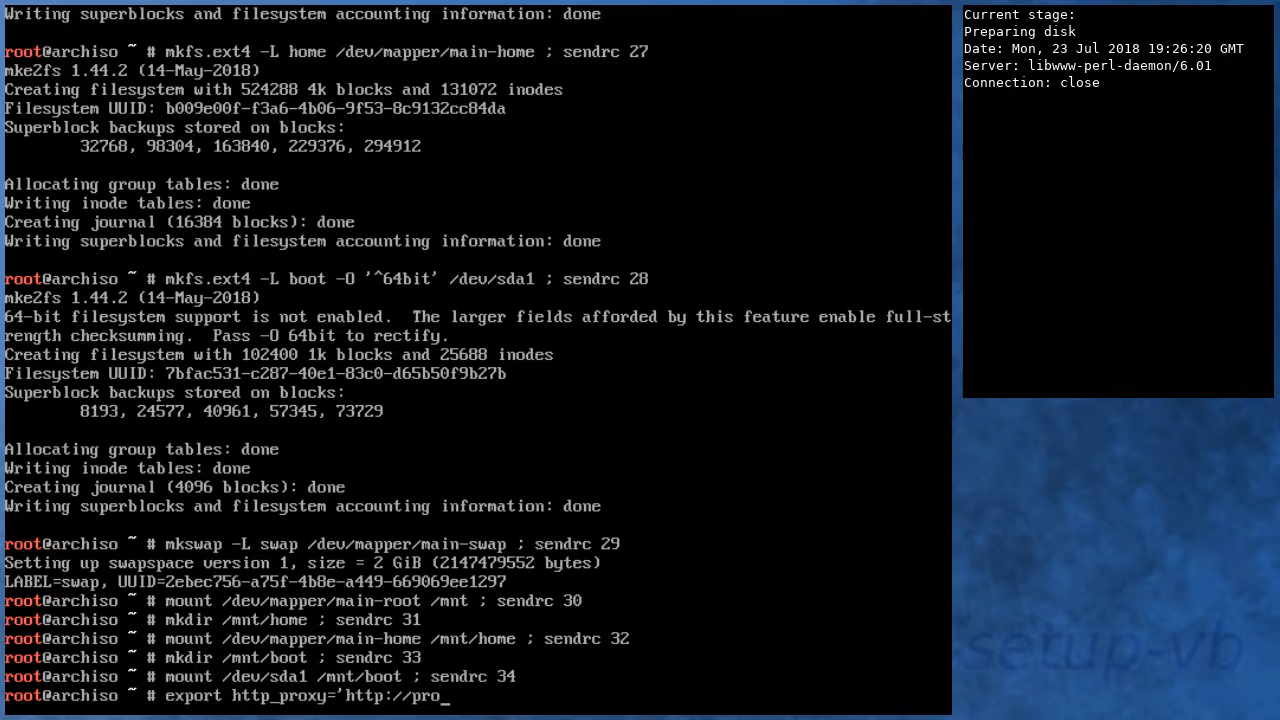 Writing superblocks and filesystem accounting information: done
root@archiso ~ # mkfs.ext4 -L home /dev/mapper/main-home ; sendrc 27
mke2fs 1.44.2 (14-May-2018)
Creating filesystem with 524288 4k blocks and 131072 inodes
Filesystem UUID: b009e00f-f3a6-4b06-9f53-8c9132cc84da
Superblock backups stored on blocks:
        32768, 98304, 163840, 229376, 294912
Allocating group tables: done
Writing inode tables: done
Creating journal (16384 blocks): done
Writing superblocks and filesystem accounting information: done
root@archiso ~ # mkfs.ext4 -L boot -O '^64bit' /dev/sda1 ; sendrc 28
mke2fs 1.44.2 (14-May-2018)
64-bit filesystem support is not enabled.  The larger fields afforded by this feature enable full-st
rength checksumming.  Pass -O 64bit to rectify.
Creating filesystem with 102400 1k blocks and 25688 inodes
Filesystem UUID: 7bfac531-c287-40e1-83c0-d65b50f9b27b
Superblock backups stored on blocks:
        8193, 24577, 40961, 57345, 73729
Allocating group tables: done
Writing inode tables: done
Creating journal (4096 blocks): done
Writing superblocks and filesystem accounting information: done
root@archiso ~ # mkswap -L swap /dev/mapper/main-swap ; sendrc 29
Setting up swapspace version 1, size = 2 GiB (2147479552 bytes)
LABEL=swap, UUID=2ebec756-a75f-4b8e-a449-669069ee1297
root@archiso ~ # mount /dev/mapper/main-root /mnt ; sendrc 30
root@archiso ~ # mkdir /mnt/home ; sendrc 31
root@archiso ~ # mount /dev/mapper/main-home /mnt/home ; sendrc 32
root@archiso ~ # mkdir /mnt/boot ; sendrc 33
root@archiso ~ # mount /dev/sda1 /mnt/boot ; sendrc 34
root@archiso ~ # export http_proxy='http://pro_
Current stage:
Preparing disk
Date: Mon, 23 Jul 2018 19:26:20 GMT
Server: libwww-perl-daemon/6.01
Connection: close
setup-vb